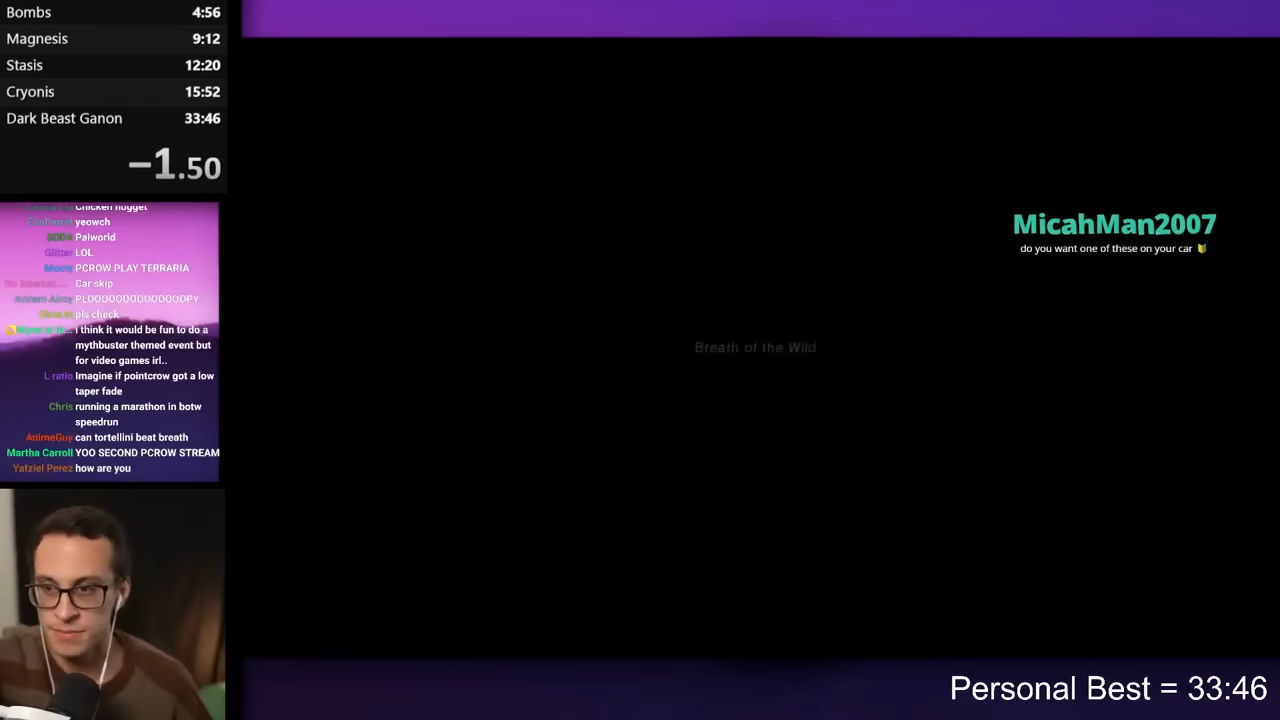 Bombs 4:56
Magnesis 9:12
Stasis 12:20
Cryonis 15:52
Dark Beast Ganon 33:46
−1.50
Chicken nugget
yeowch
Palworld
Glitter LOL
Mocty PCROW PLAY TERRARIA
Car skip
PLOOOOOOOOOOOOOPY
pls check
i think it would be fun to do a
mythbuster themed event but
for video games irl..
L ratio Imagine if pointcrow got a low
taper fade
Chris running a marathon in botw
speedrun
AnimeGuy can tortellini beat breath
Martha Carroll YOO SECOND PCROW STREAM
Yatziel Perez how are you
MicahMan2007
do you want one of these on your car
Breath of the Wild
Personal Best = 33:46